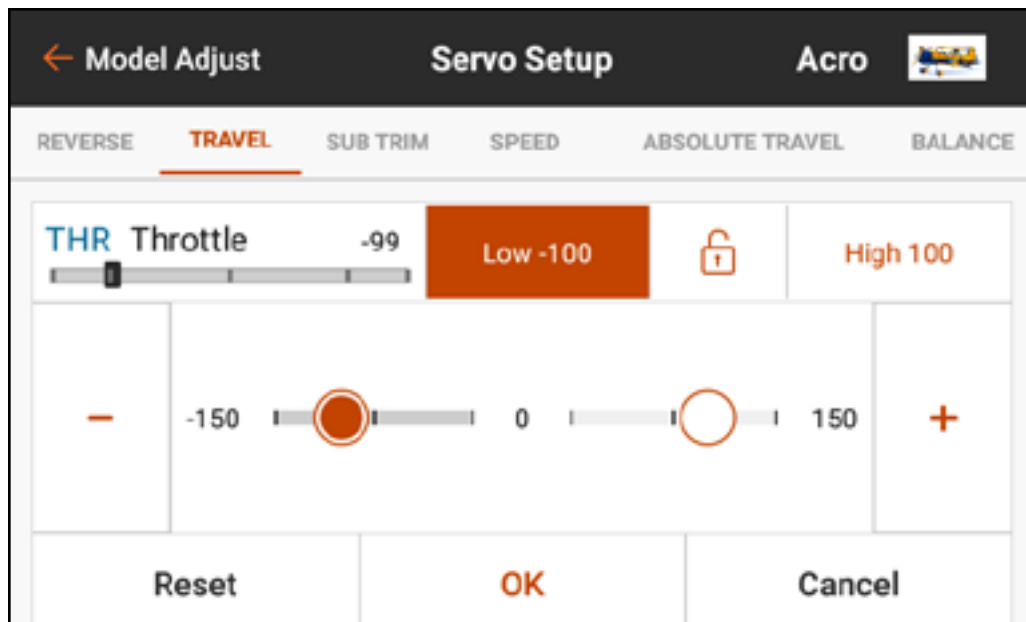 Model Adjust Servo Setup Acro
REVERSE TRAVEL SUB TRIM SPEED ABSOLUTE TRAVEL BALANCE
THR Throttle -99 Low -100 High 100
- -150 0 150 +
Reset OK Cancel